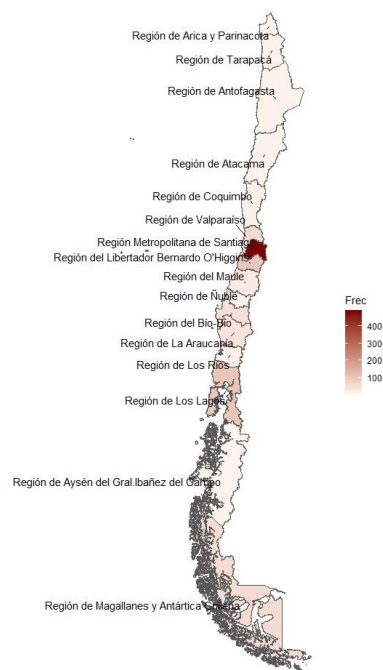 Región de Arica y Parinacota
Región de Tarapacá
Región de Antofagasta
Región de Atacama
Región de Coquimbo
Región de Valparaíso
Región Metropolitana de Santiago
Región del Libertador Bernardo O'Higgins
Región del Maule
Región de Ñuble
Frec
Región del Bío-Bío
400
Región de La Araucanía
300
200
Región de Los Ríos
100
Región de Los Lagos
Región de Aysén del Gral.Ibañez del Campo
Región de Magallanes y Antártica Chilena